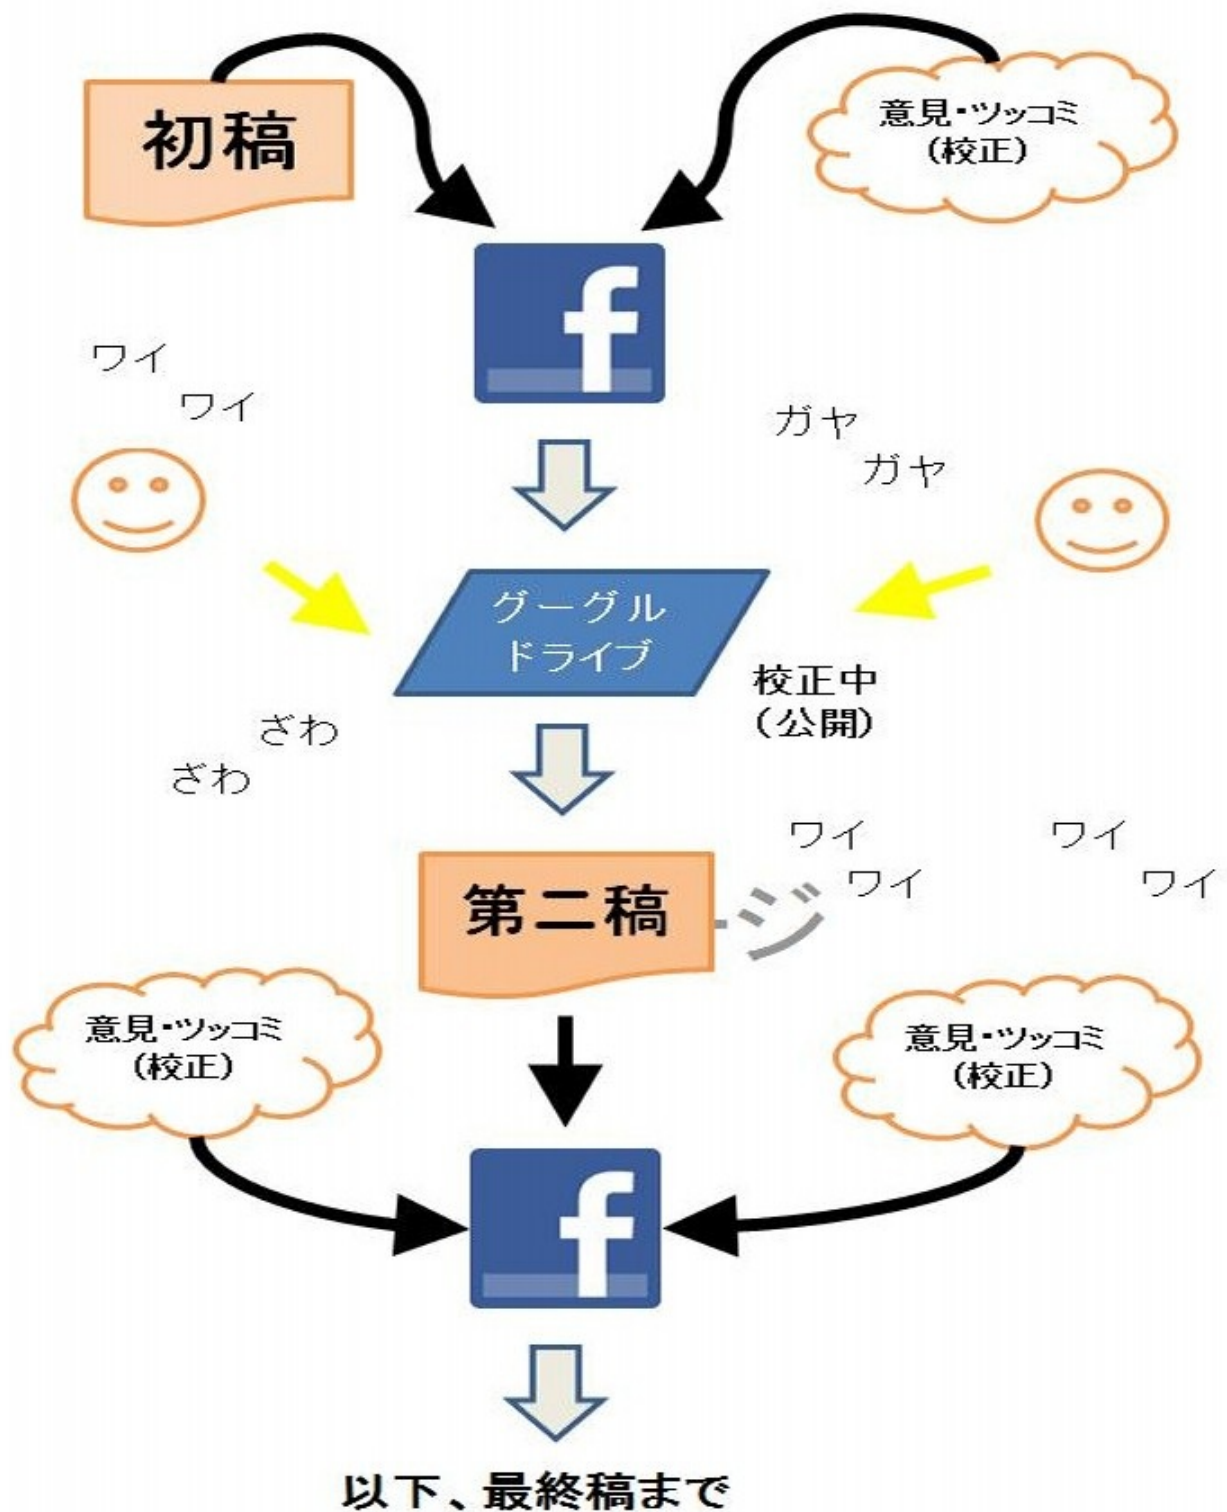 初稿
意見・ツッコミ
(校正)
f
ワイ
ワイ
ガヤ
ガヤ
グーグル
ドライブ
校正中
(公開)
ざわ
ざわ
ワイ
ワイ
ワイ
ワイ
第二稿
ジ
意見・ツッコミ
(校正)
意見・ツッコミ
(校正)
f
以下、最終稿まで